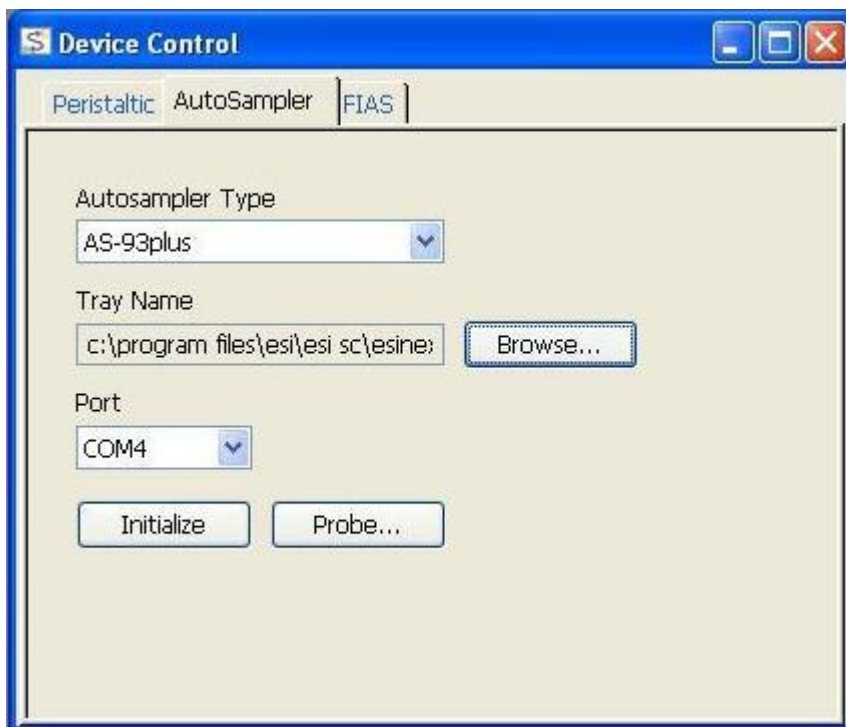 S Device Control
Peristaltic AutoSampler FIAS
Autosampler Type
AS-93plus
Tray Name
c:\program files\esi\esi sc\esinex Browse...
Port
COM4
Initialize Probe...